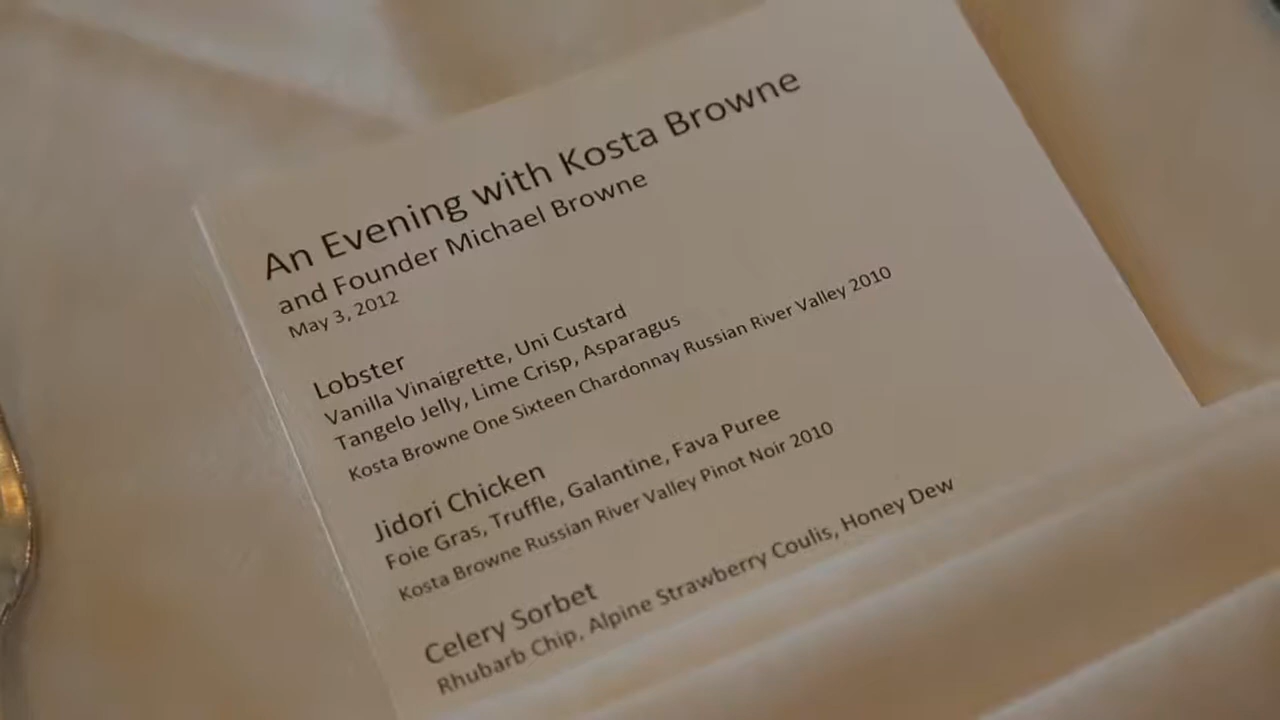 An Evening with Kosta Browne
and Founder Michael Browne
May 3, 2012
Lobster
Vanilla Vinaigrette, Uni Custard
Tangelo Jelly, Lime Crisp, Asparagus
Kosta Browne One Sixteen Chardonnay Russian River Valley 2010
Jidori Chicken
Foie Gras, Truffle, Galantine, Fava Puree
Kosta Browne Russian River Valley Pinot Noir 2010
Celery Sorbet
Rhubarb Chip, Alpine Strawberry Coulis, Honey Dew